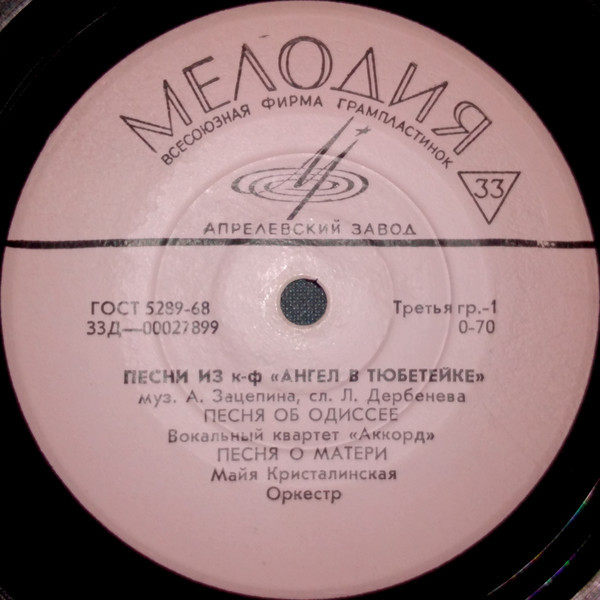 МЕЛОДИЯ
ВСЕСОЮЗНАЯ ФИРМА ГРАМПЛАСТИНОК
33
АПРЕЛЕВСКИЙ ЗАВОД
ГОСТ 5289-68 Третья гр.-1
33Д—00027899 0-70
ПЕСНИ ИЗ к-ф «АНГЕЛ В ТЮБЕТЕЙКЕ»
муз. А. Зацепина, сл. Л. Дербенева
ПЕСНЯ ОБ ОДИССЕЕ
Вокальный квартет «Аккорд»
ПЕСНЯ О МАТЕРИ
Майя Кристалинская
Оркестр